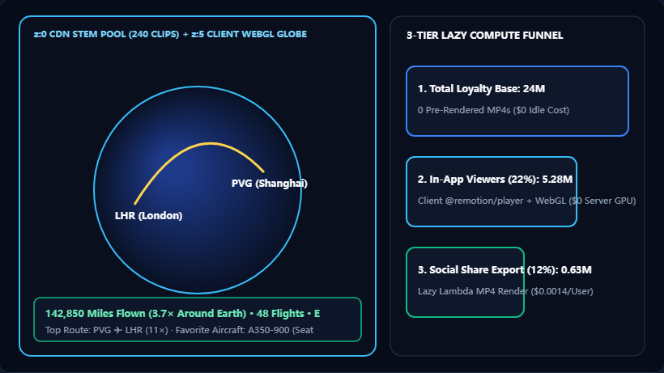 z:0 CDN STEM POOL (240 CLIPS) + z:5 CLIENT WEBGL GLOBE
PVG (Shanghai)
LHR (London)
142,850 Miles Flown (3.7× Around Earth) • 48 Flights • E
Top Route: PVG ✈ LHR (11×) · Favorite Aircraft: A350-900 (Seat
3-TIER LAZY COMPUTE FUNNEL
1. Total Loyalty Base: 24M
0 Pre-Rendered MP4s ($0 Idle Cost)
2. In-App Viewers (22%): 5.28M
Client @remotion/player + WebGL ($0 Server GPU)
3. Social Share Export (12%): 0.63M
Lazy Lambda MP4 Render ($0.0014/User)